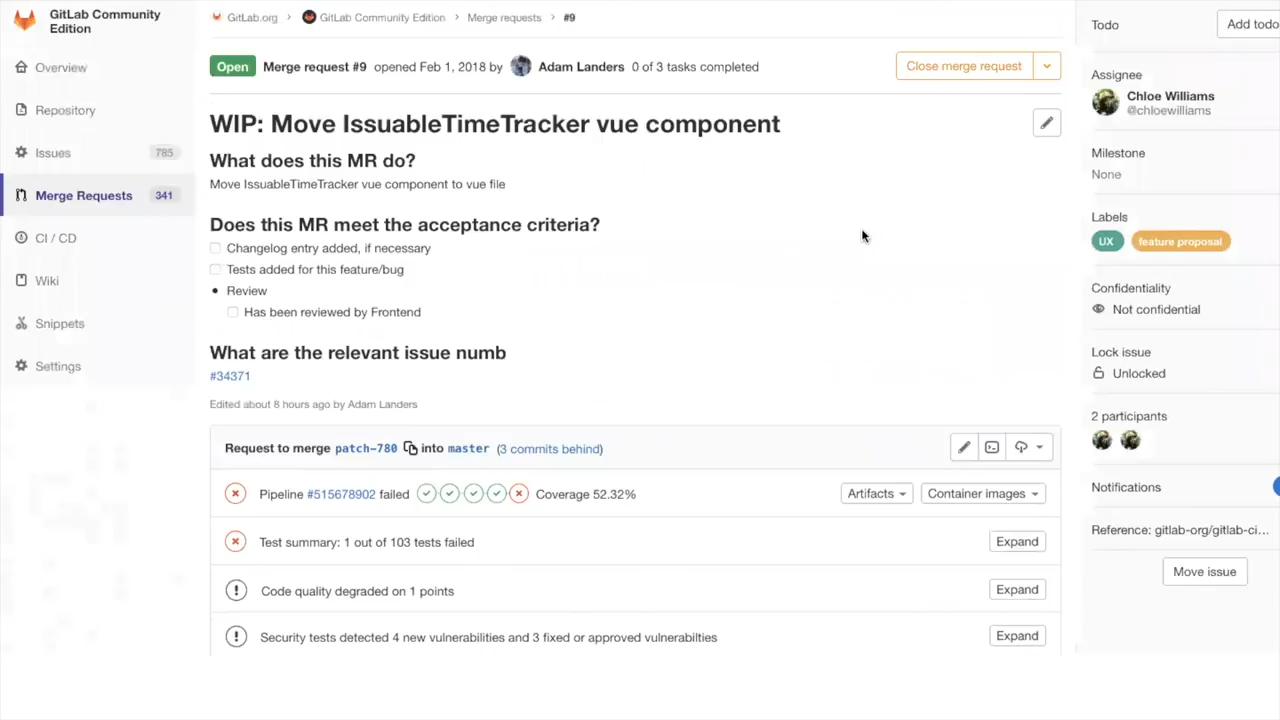 GitLab Community
Edition
Overview
Repository
Issues 785
Merge Requests 341
CI / CD
Wiki
Snippets
Settings
GitLab.org > GitLab Community Edition > Merge requests > #9
Open Merge request #9 opened Feb 1, 2018 by Adam Landers 0 of 3 tasks completed
Close merge request
WIP: Move IssuableTimeTracker vue component
What does this MR do?
Move IssuableTimeTracker vue component to vue file
Does this MR meet the acceptance criteria?
Changelog entry added, if necessary
Tests added for this feature/bug
Review
Has been reviewed by Frontend
What are the relevant issue numb
#34371
Edited about 8 hours ago by Adam Landers
Request to merge patch-780 into master (3 commits behind)
Pipeline #515678902 failed Coverage 52.32% Artifacts Container images
Test summary: 1 out of 103 tests failed Expand
Code quality degraded on 1 points Expand
Security tests detected 4 new vulnerabilities and 3 fixed or approved vulnerabilties Expand
Todo Add todo
Assignee
Chloe Williams
@chloewilliams
Milestone
None
Labels
UX feature proposal
Confidentiality
Not confidential
Lock issue
Unlocked
2 participants
Notifications
Reference: gitlab-org/gitlab-ci...
Move issue